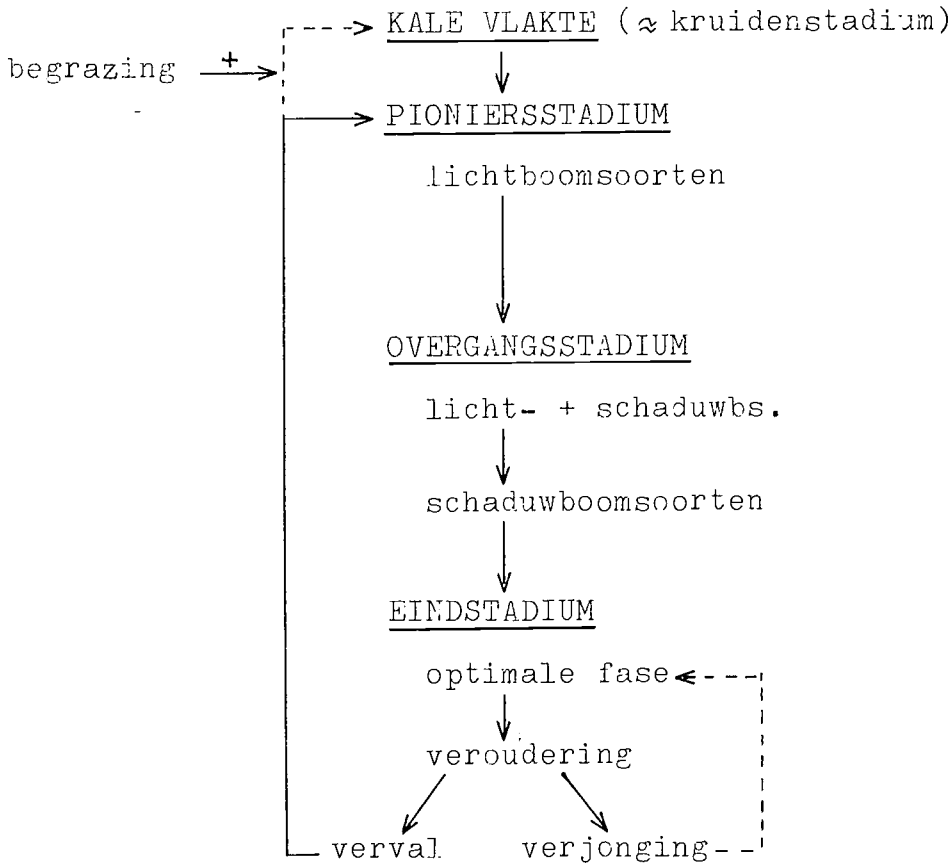 KALE VLAKTE (≈ kruidenstadium)
begrazing +
PIONIERSSTADIUM
lichtboomsoorten
OVERGANGSSTADIUM
licht- + schaduwbs.
schaduwboomsoorten
EINDSTADIUM
optimale fase
veroudering
verval verjonging